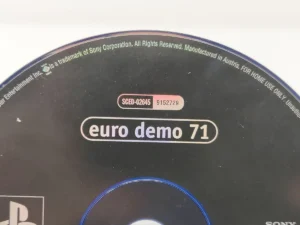 is a trademark of Sony Corporation. All Rights Reserved. Manufactured in Austria. FOR HOME USE ONLY.
Entertainment Inc.
SCED-02645
euro demo 71
SONY